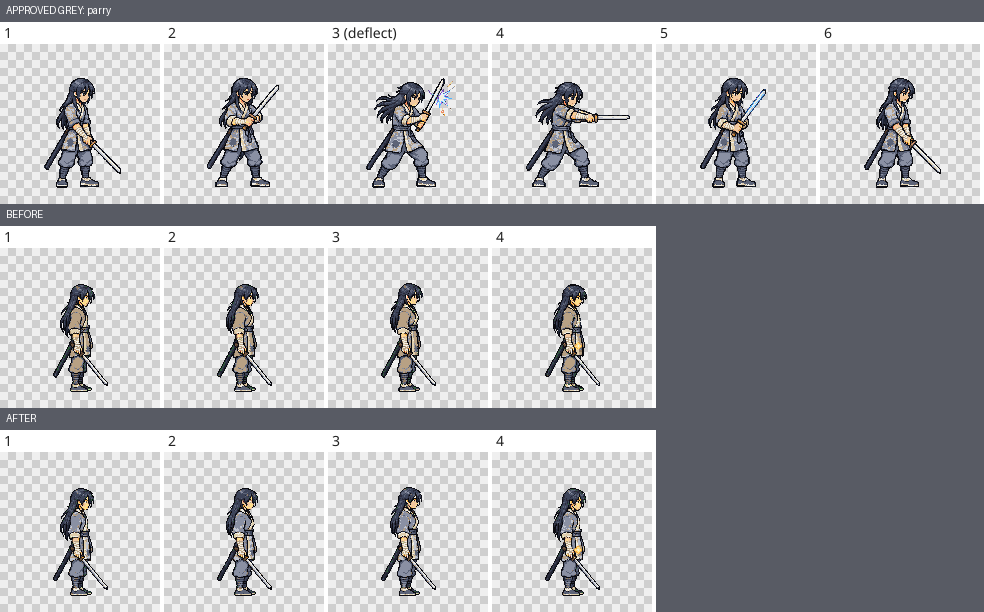 APPROVED GREY: parry
1 2 3 (deflect) 4 5 6
BEFORE
1 2 3 4
AFTER
1 2 3 4